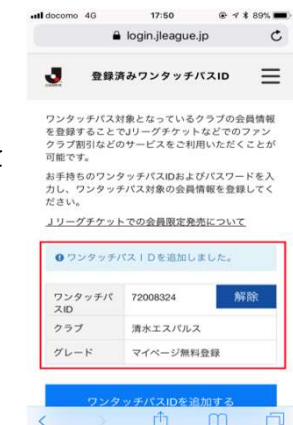 docomo 4G 17:50 89%
login.jleague.jp
登録済みワンタッチパスID
ワンタッチパス対象となっているクラブの会員情報
を登録することでJリーグチケットなどでのファン
クラブ割引などのサービスをご利用いただくことが
可能です。
お手持ちのワンタッチパスIDおよびパスワードを入
力し、ワンタッチパス対象の会員情報を登録してく
ださい。
Jリーグチケットでの会員限定発売について
ワンタッチパスIDを追加しました。
ワンタッチパ
スID
72008324
解除
クラブ
清水エスパルス
グレード
マイページ無料登録
ワンタッチパスIDを追加する